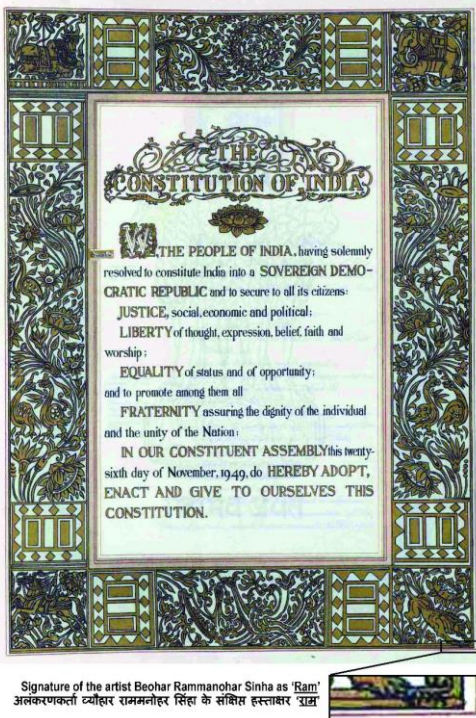 THE
CONSTITUTION OF INDIA
WE, THE PEOPLE OF INDIA, having solemnly
resolved to constitute India into a SOVEREIGN DEMO-
CRATIC REPUBLIC and to secure to all its citizens:
JUSTICE, social, economic and political;
LIBERTY of thought, expression, belief, faith and
worship;
EQUALITY of status and of opportunity;
and to promote among them all
FRATERNITY assuring the dignity of the individual
and the unity of the Nation;
IN OUR CONSTITUENT ASSEMBLY this twenty-
sixth day of November, 1949, do HEREBY ADOPT,
ENACT AND GIVE TO OURSELVES THIS
CONSTITUTION.
Signature of the artist Beohar Rammanohar Sinha as 'Ram'
अलंकरणकर्ता व्यौहार राममनोहर सिंहा के संक्षिप्त हस्ताक्षर 'राम'